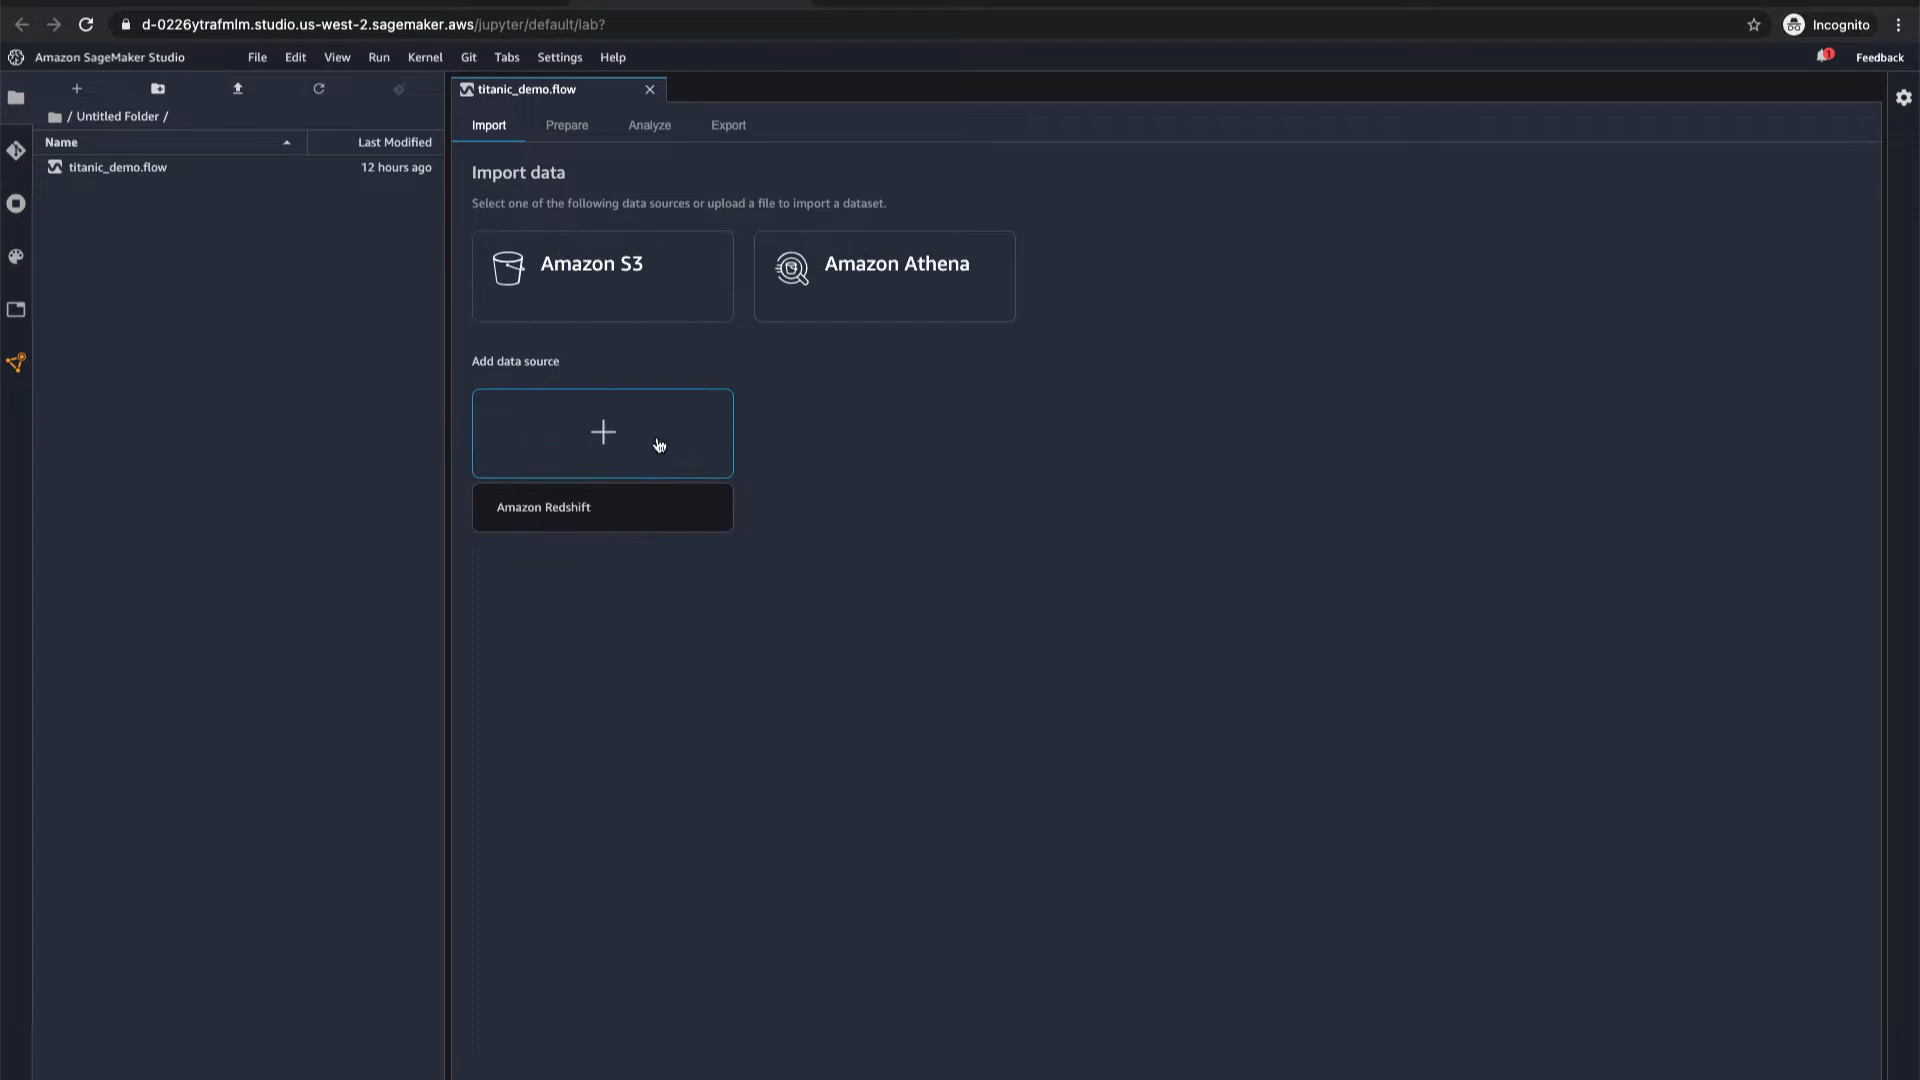 d-0226ytrafmlm.studio.us-west-2.sagemaker.aws/jupyter/default/lab?
Incognito
Amazon SageMaker Studio File Edit View Run Kernel Git Tabs Settings Help
1 Feedback
titanic_demo.flow
/ Untitled Folder /
Name Last Modified
titanic_demo.flow 12 hours ago
Import Prepare Analyze Export
Import data
Select one of the following data sources or upload a file to import a dataset.
Amazon S3
Amazon Athena
Add data source
Amazon Redshift